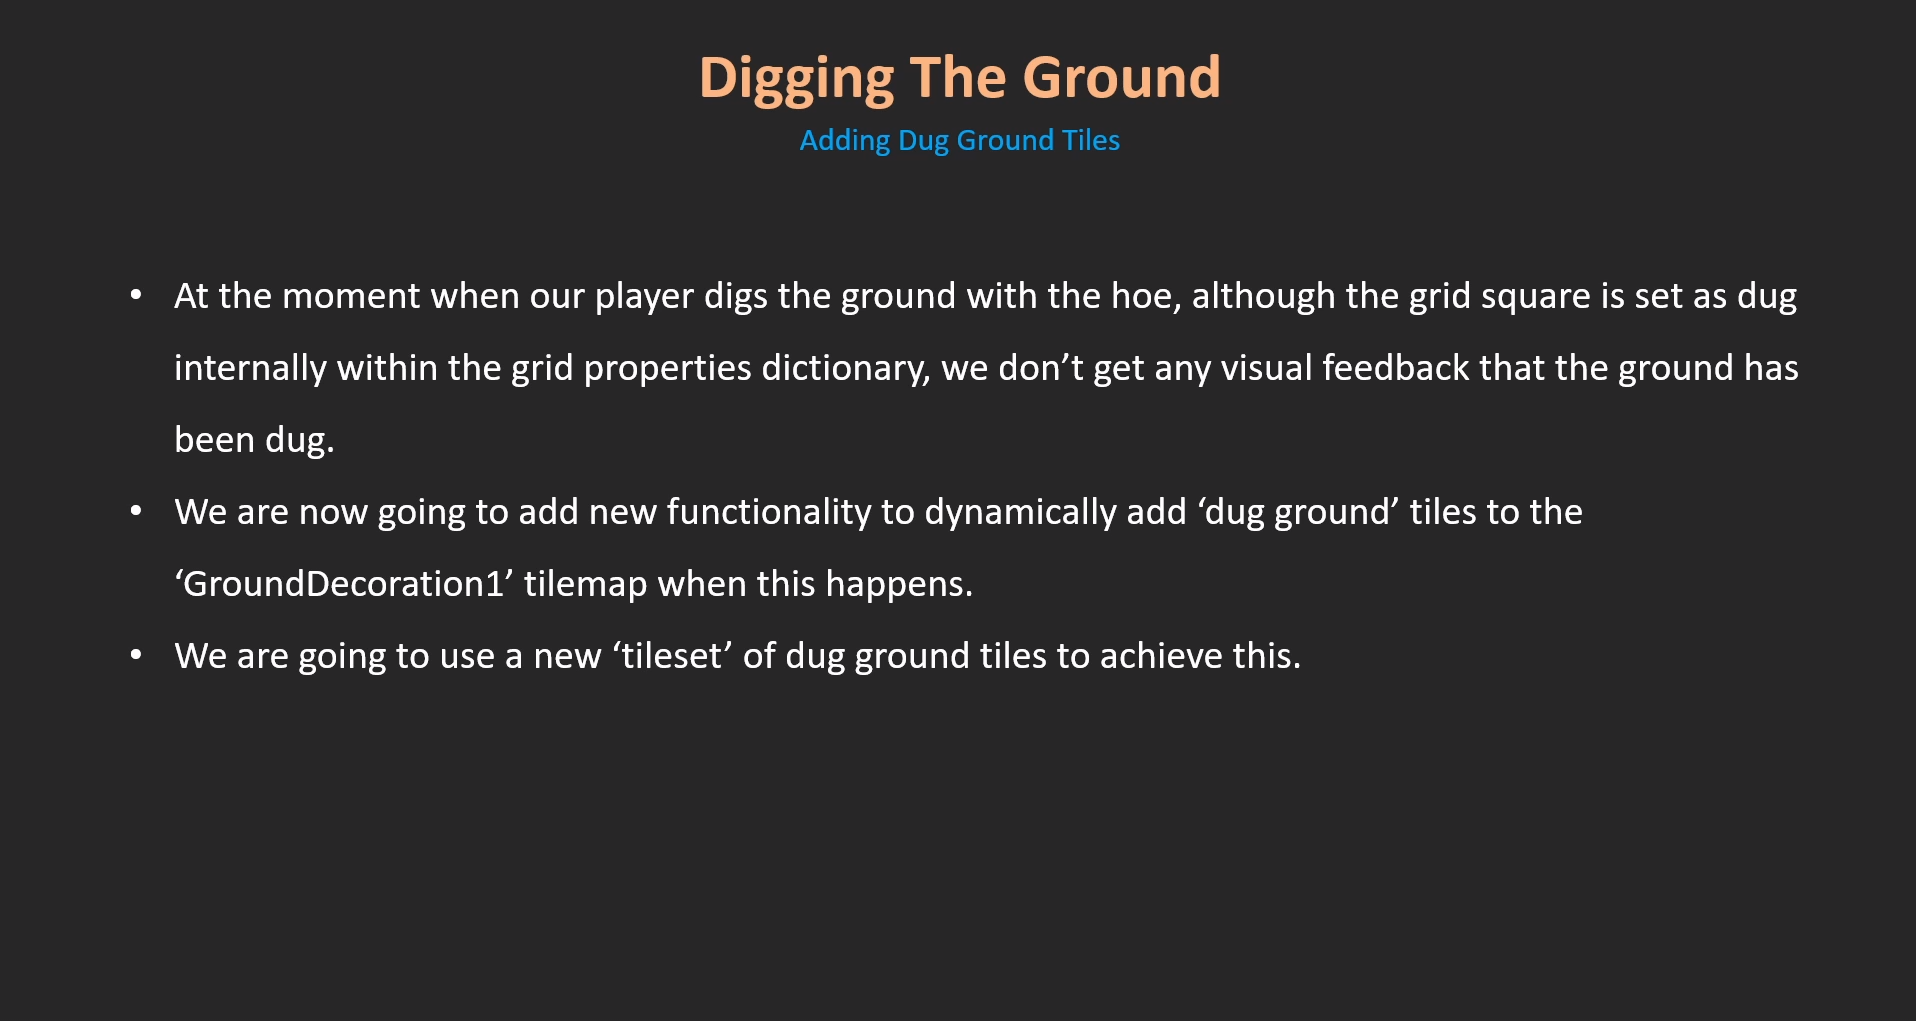 Digging The Ground
Adding Dug Ground Tiles
• At the moment when our player digs the ground with the hoe, although the grid square is set as dug
internally within the grid properties dictionary, we don’t get any visual feedback that the ground has
been dug.
• We are now going to add new functionality to dynamically add ‘dug ground’ tiles to the
‘GroundDecoration1’ tilemap when this happens.
• We are going to use a new ‘tileset’ of dug ground tiles to achieve this.